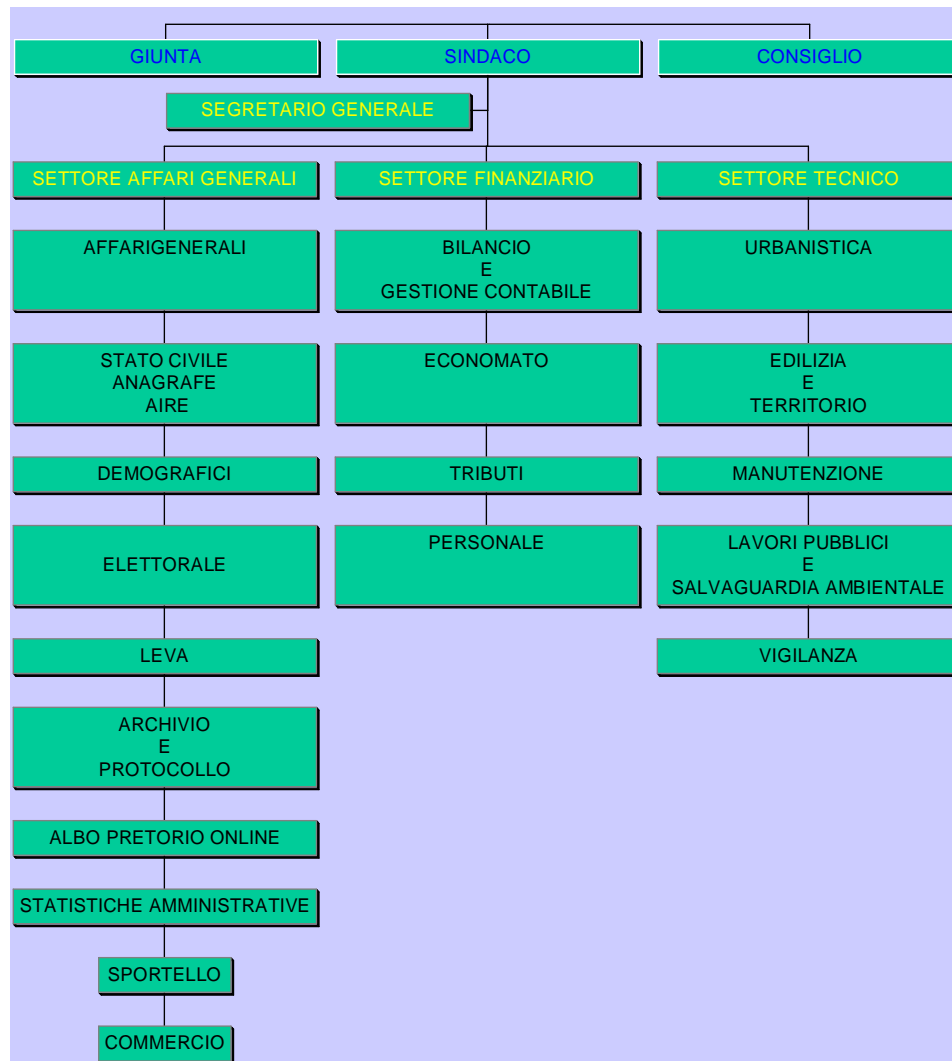 GIUNTA
SINDACO
CONSIGLIO
SEGRETARIO GENERALE
SETTORE AFFARI GENERALI
SETTORE FINANZIARIO
SETTORE TECNICO
AFFARIGENERALI
STATO CIVILE
ANAGRAFE
AIRE
DEMOGRAFICI
ELETTORALE
LEVA
ARCHIVIO
E
PROTOCOLLO
ALBO PRETORIO ONLINE
STATISTICHE AMMINISTRATIVE
SPORTELLO
COMMERCIO
BILANCIO
E
GESTIONE CONTABILE
ECONOMATO
TRIBUTI
PERSONALE
URBANISTICA
EDILIZIA
E
TERRITORIO
MANUTENZIONE
LAVORI PUBBLICI
E
SALVAGUARDIA AMBIENTALE
VIGILANZA